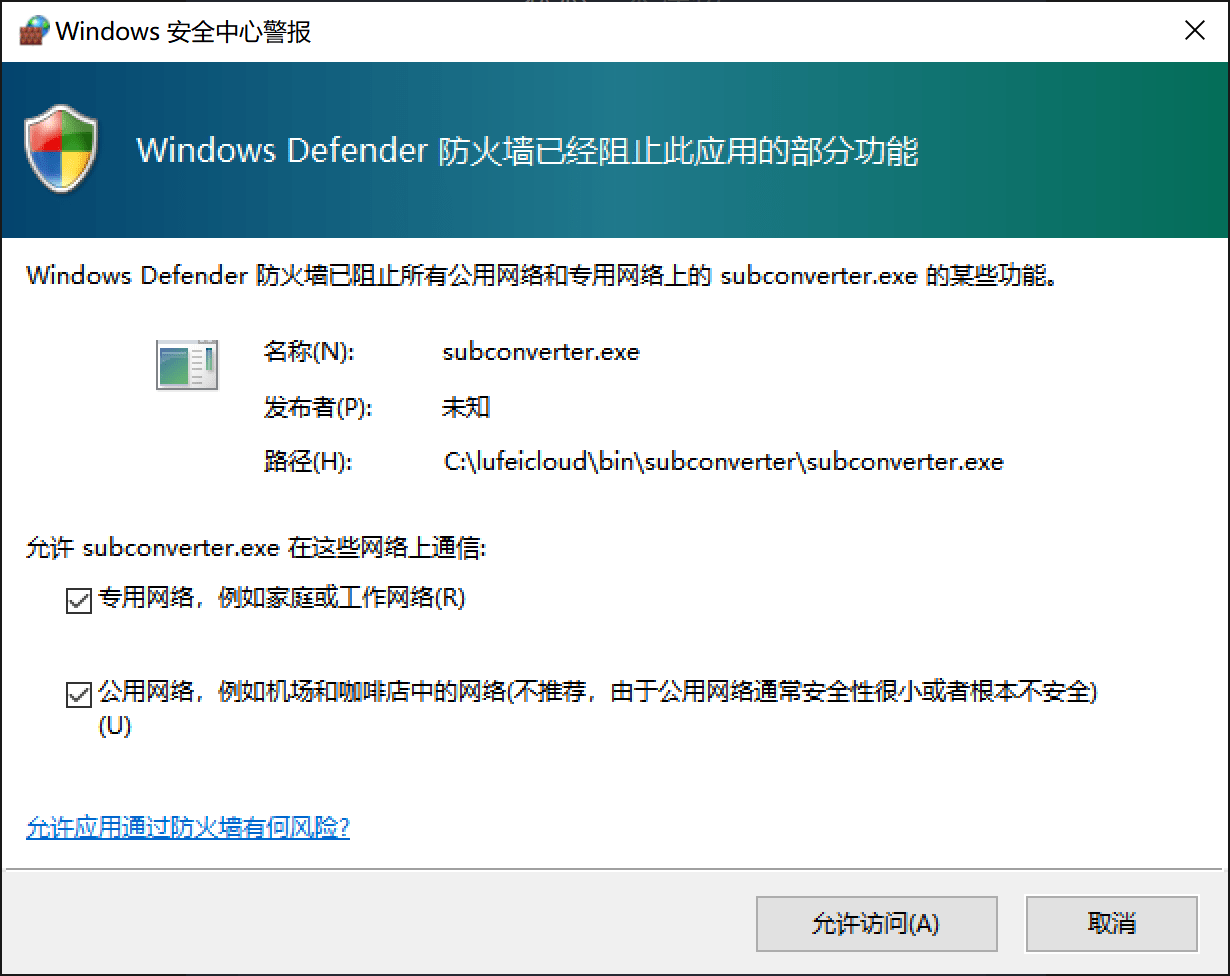 Windows 安全中心警报
Windows Defender 防火墙已经阻止此应用的部分功能
Windows Defender 防火墙已阻止所有公用网络和专用网络上的 subconverter.exe 的某些功能。
名称(N): subconverter.exe
发布者(P): 未知
路径(H): C:\lufeicloud\bin\subconverter\subconverter.exe
允许 subconverter.exe 在这些网络上通信:
专用网络，例如家庭或工作网络(R)
公用网络，例如机场和咖啡店中的网络(不推荐，由于公用网络通常安全性很小或者根本不安全)
(U)
允许应用通过防火墙有何风险?
允许访问(A) 取消